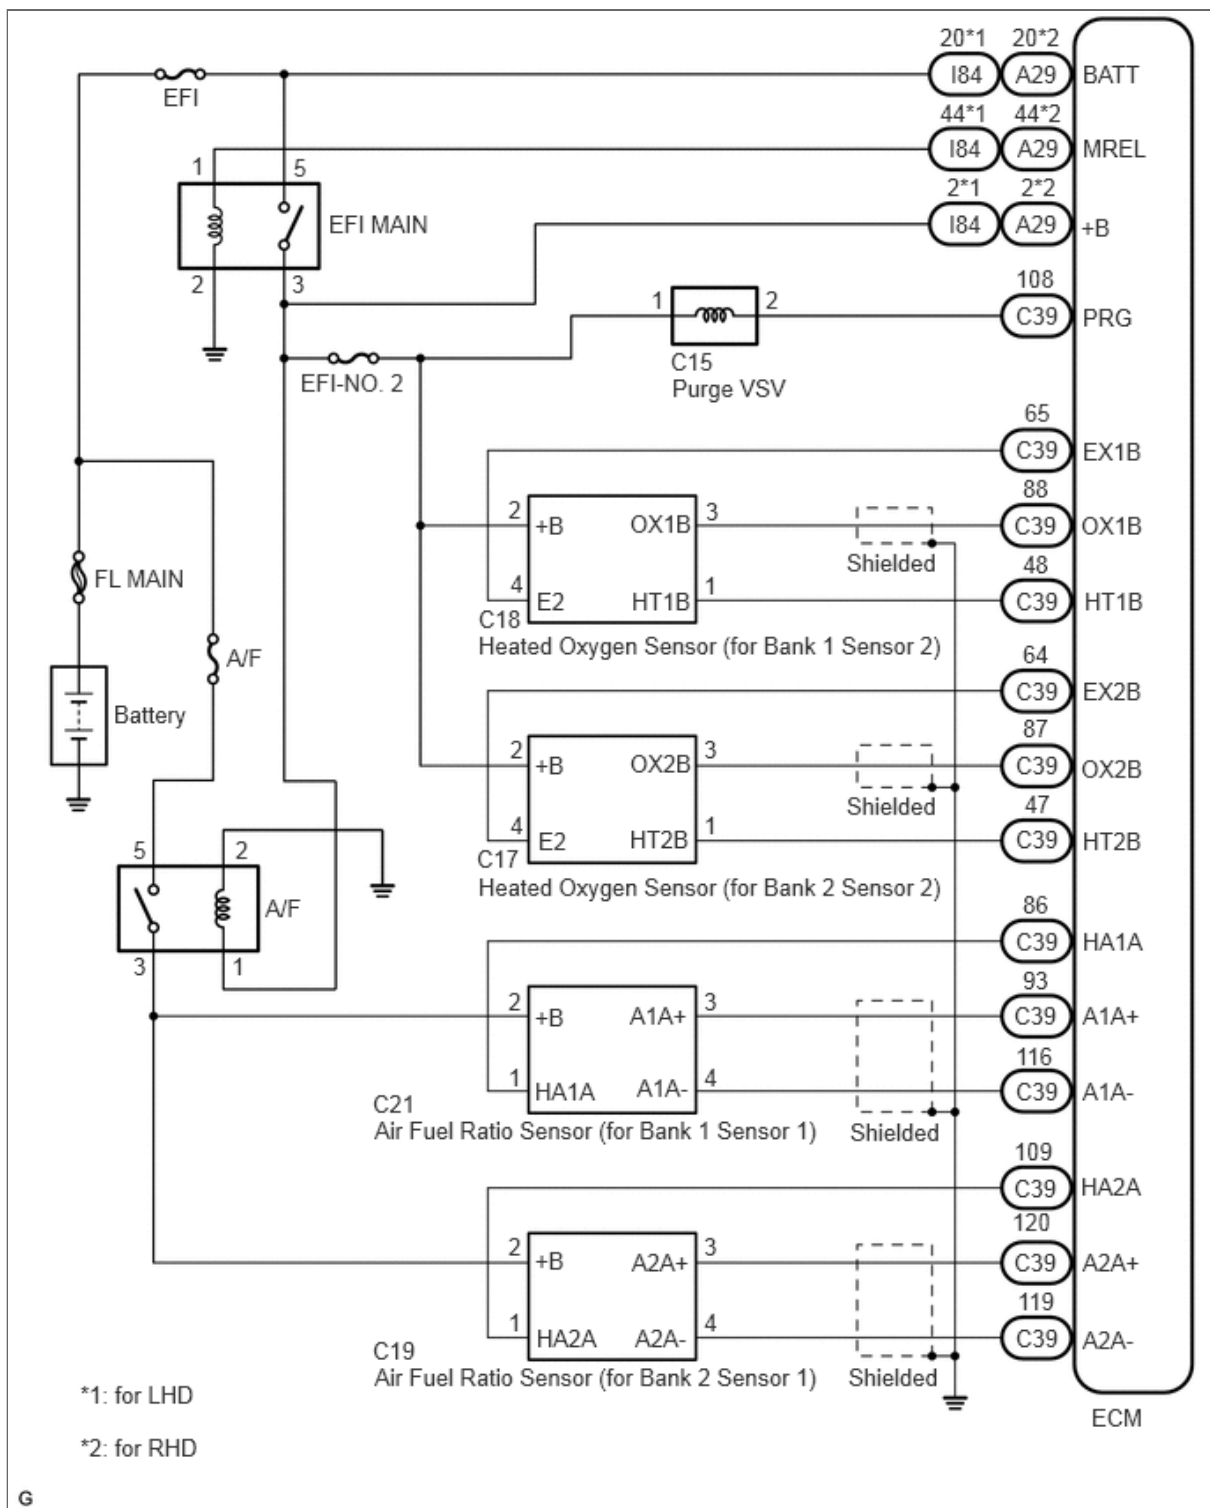 20*1 20*2
EFI I84 A29 BATT
44*1 44*2
1 5 I84 A29 MREL
2*1 2*2
EFI MAIN I84 A29 +B
2 3
108
1 2 C39 PRG
C15
EFI-NO. 2
Purge VSV
65
C39 EX1B
88
2 +B OX1B 3 C39 OX1B
Shielded
48
FL MAIN
4 E2 HT1B 1 C39 HT1B
C18
Heated Oxygen Sensor (for Bank 1 Sensor 2)
A/F
64
C39 EX2B
Battery
87
2 +B OX2B 3 C39 OX2B
Shielded
47
4 E2 HT2B 1 C39 HT2B
C17
Heated Oxygen Sensor (for Bank 2 Sensor 2)
5 2
A/F
86
C39 HA1A
3 1
93
2 +B A1A+ 3 C39 A1A+
116
1 HA1A A1A- 4 C39 A1A-
C21
Air Fuel Ratio Sensor (for Bank 1 Sensor 1) Shielded
109
C39 HA2A
120
2 +B A2A+ 3 C39 A2A+
119
1 HA2A A2A- 4 C39 A2A-
C19
Air Fuel Ratio Sensor (for Bank 2 Sensor 1) Shielded
*1: for LHD
ECM
*2: for RHD
G